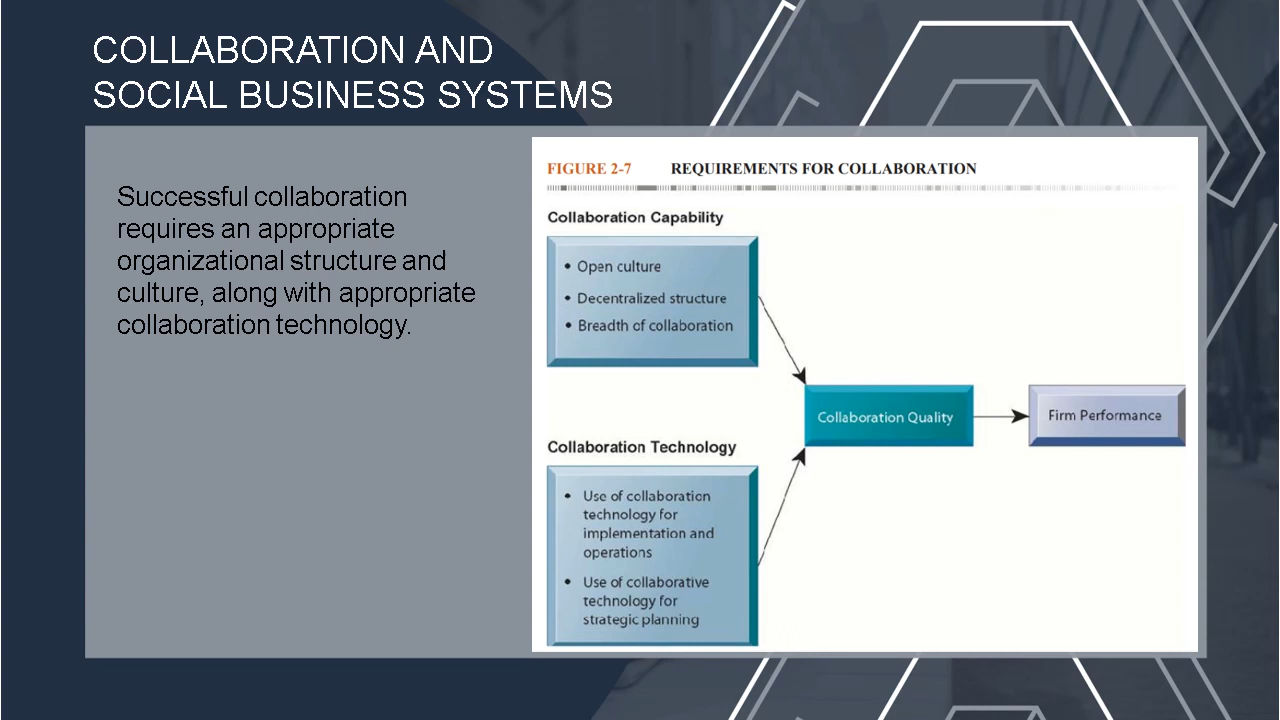 COLLABORATION AND
SOCIAL BUSINESS SYSTEMS
Successful collaboration
requires an appropriate
organizational structure and
culture, along with appropriate
collaboration technology.
FIGURE 2-7 REQUIREMENTS FOR COLLABORATION
Collaboration Capability
• Open culture
• Decentralized structure
• Breadth of collaboration
Collaboration Quality
Firm Performance
Collaboration Technology
• Use of collaboration
technology for
implementation and
operations
• Use of collaborative
technology for
strategic planning